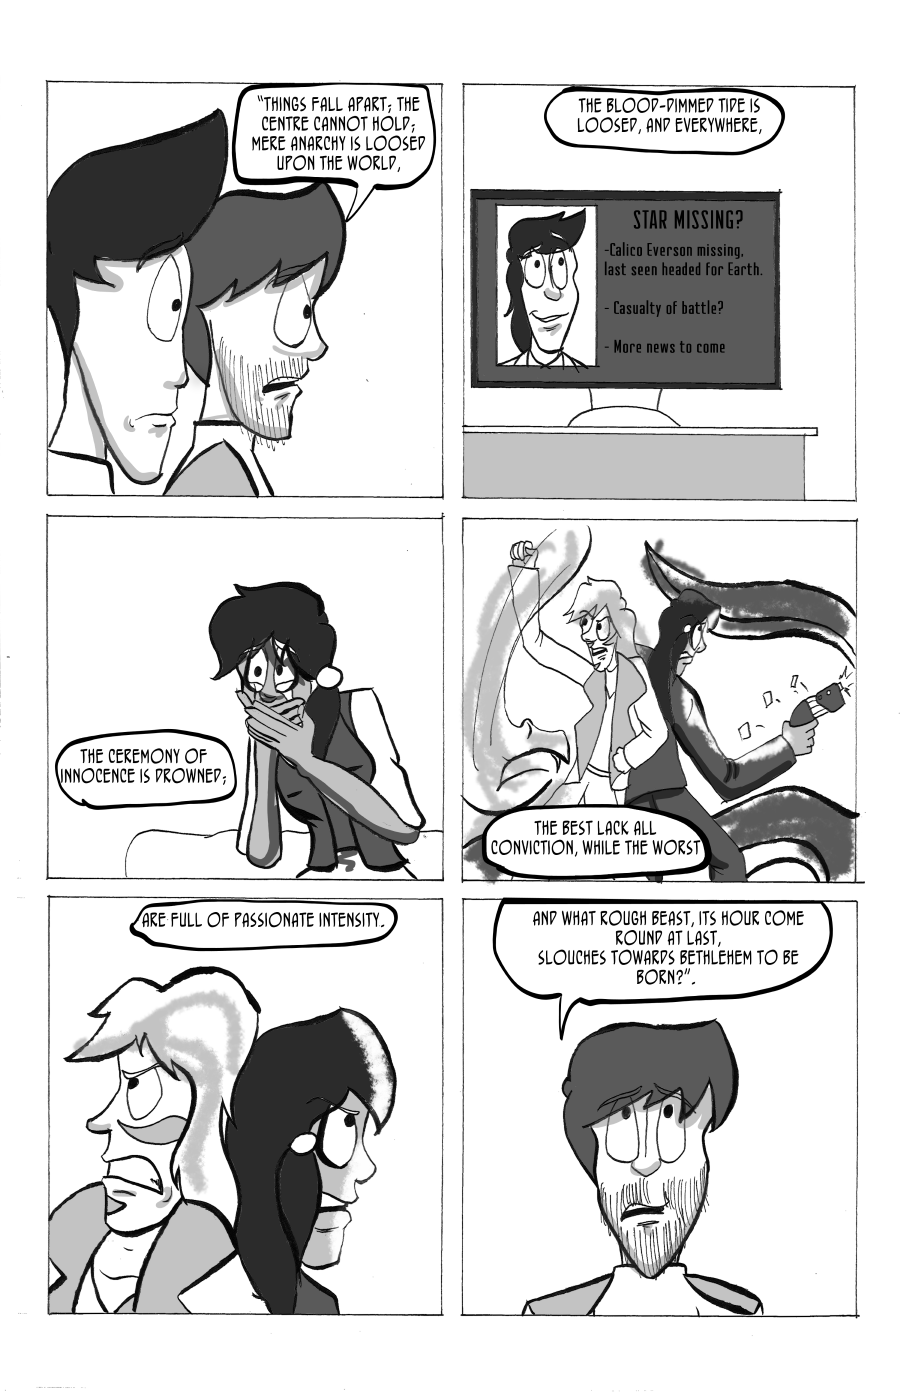 "THINGS FALL APART; THE
CENTRE CANNOT HOLD;
MERE ANARCHY IS LOOSED
UPON THE WORLD,
THE BLOOD-DIMMED TIDE IS
LOOSED, AND EVERYWHERE,
STAR MISSING?
-Calico Everson missing,
last seen headed for Earth.
- Casualty of battle?
- More news to come
THE CEREMONY OF
INNOCENCE IS DROWNED;
THE BEST LACK ALL
CONVICTION, WHILE THE WORST
ARE FULL OF PASSIONATE INTENSITY.
AND WHAT ROUGH BEAST, ITS HOUR COME
ROUND AT LAST,
SLOUCHES TOWARDS BETHLEHEM TO BE
BORN?".